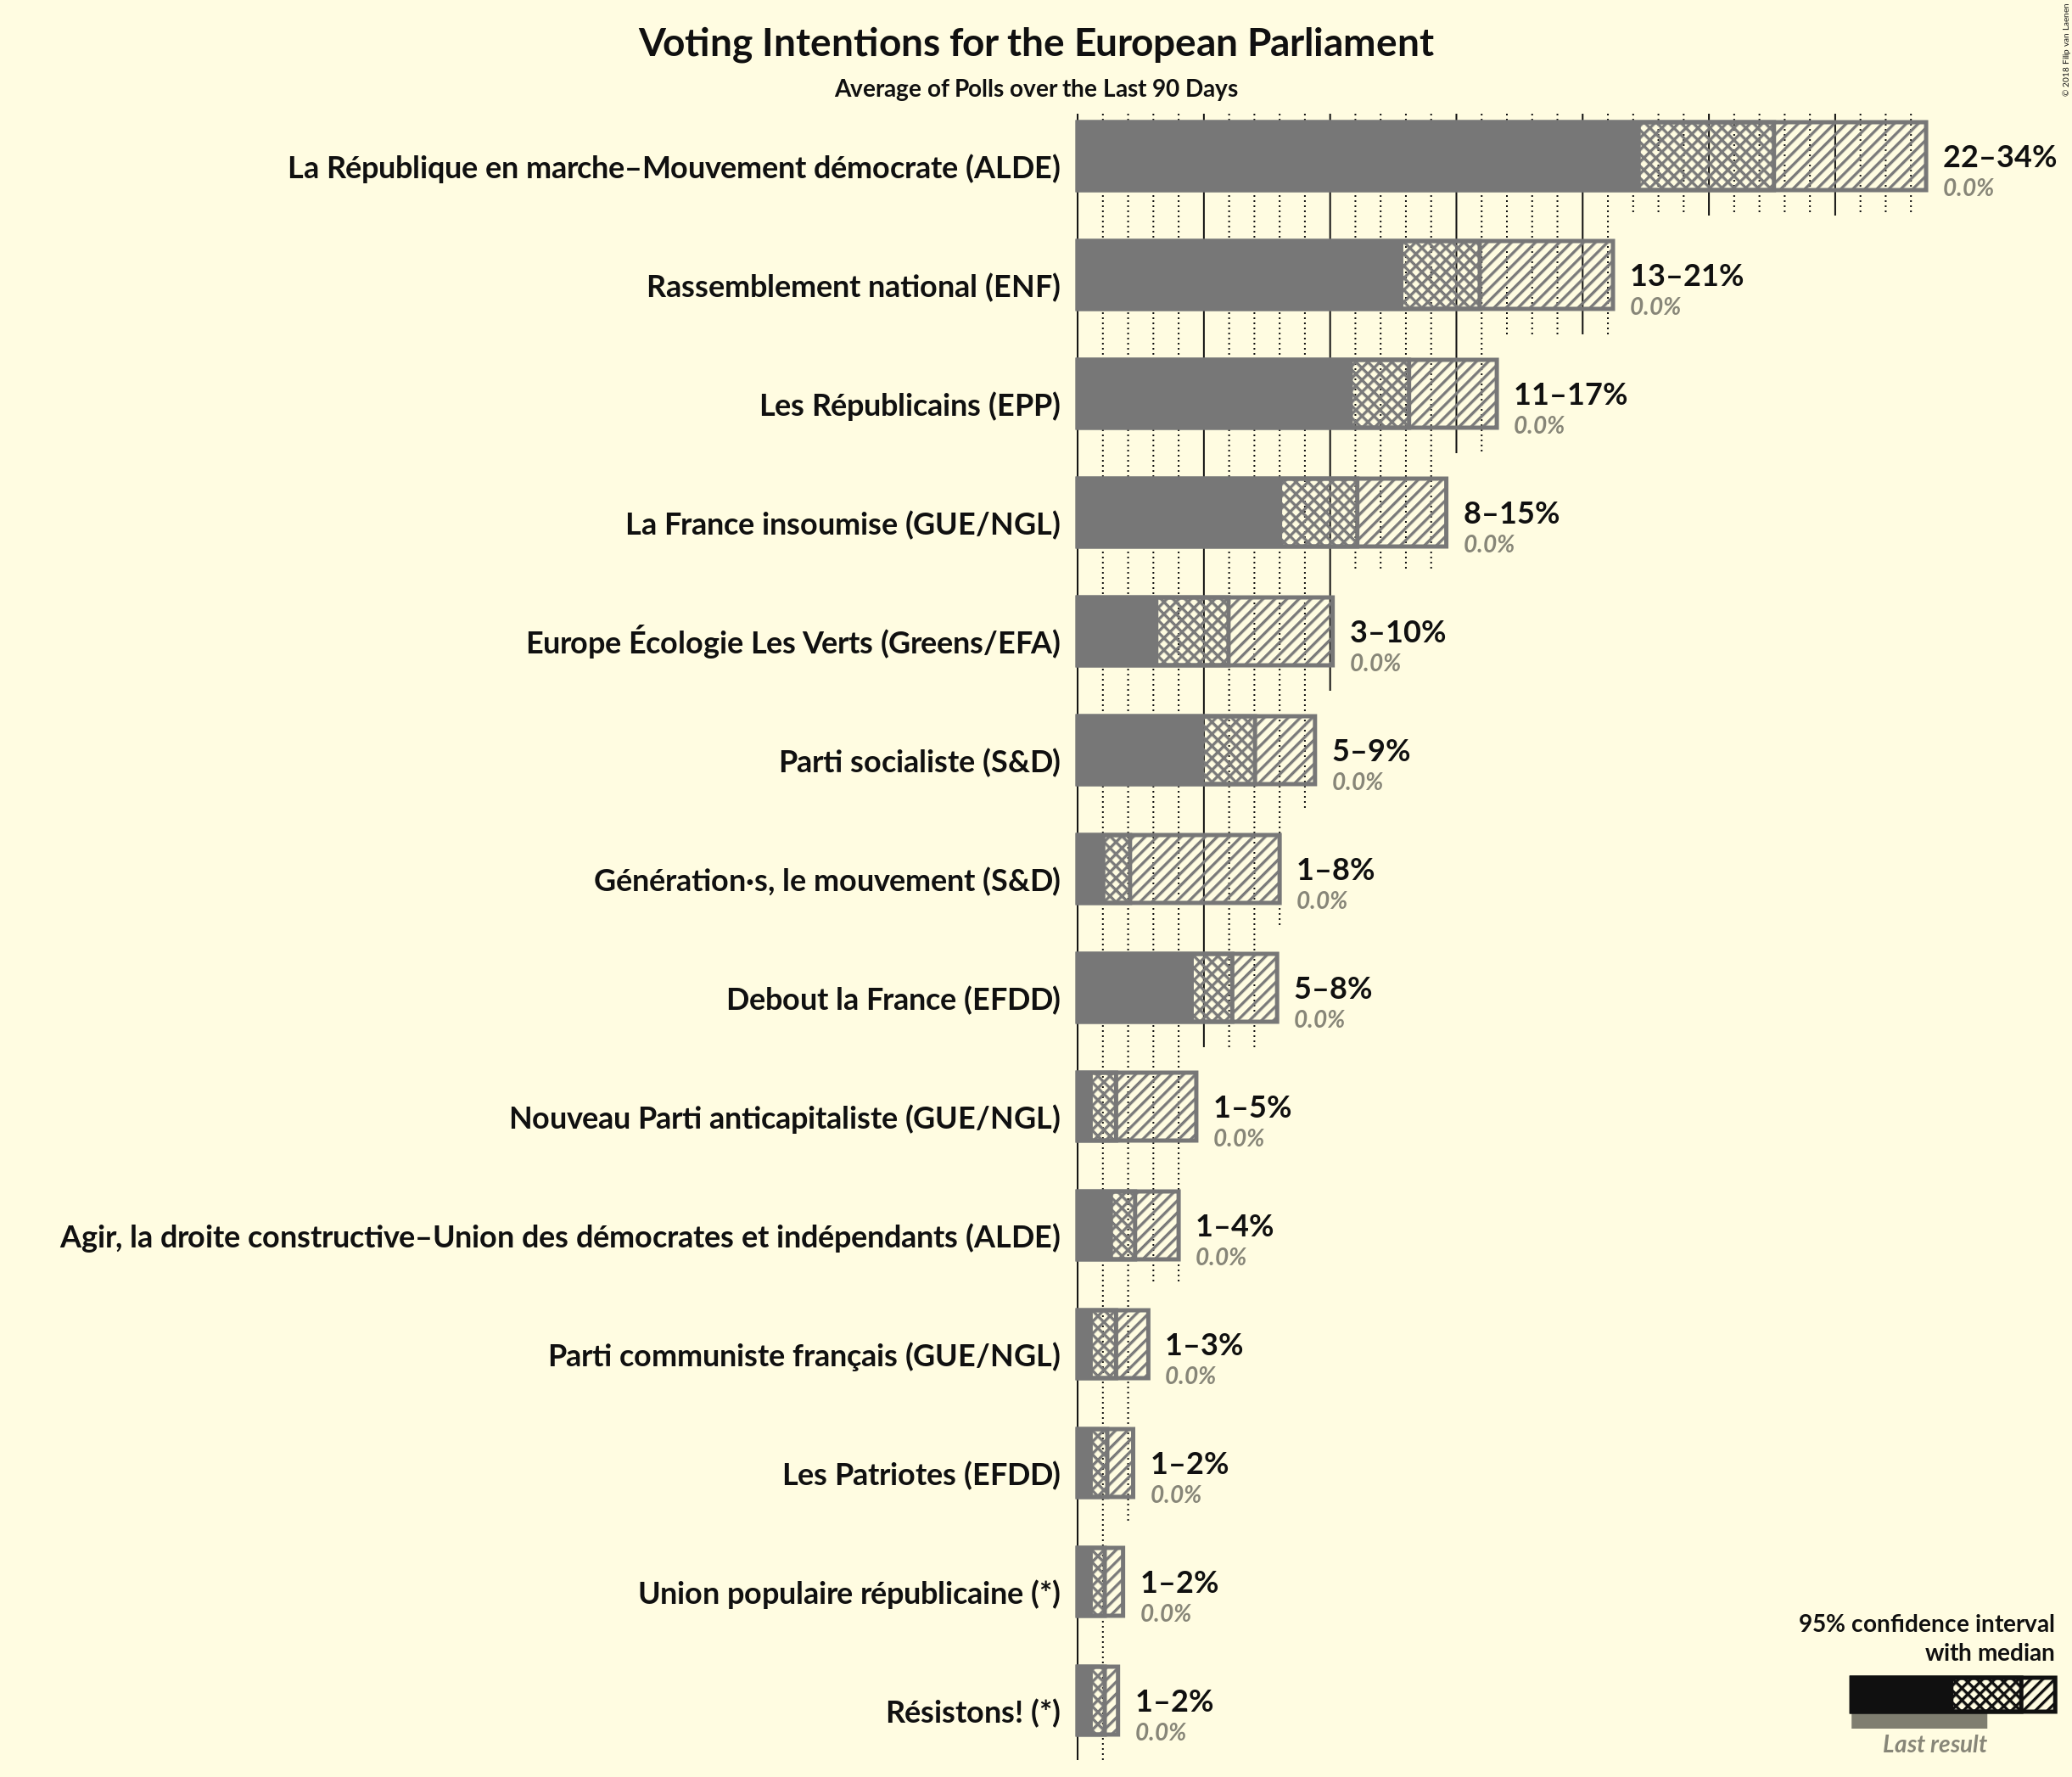 Voting Intentions for the European Parliament
Average of Polls over the Last 90 Days
© 2018 Filip van Laenen
La République en marche–Mouvement démocrate (ALDE)
22–34%
0.0%
Rassemblement national (ENF)
13–21%
0.0%
Les Républicains (EPP)
11–17%
0.0%
La France insoumise (GUE/NGL)
8–15%
0.0%
Europe Écologie Les Verts (Greens/EFA)
3–10%
0.0%
Parti socialiste (S&D)
5–9%
0.0%
Génération·s, le mouvement (S&D)
1–8%
0.0%
Debout la France (EFDD)
5–8%
0.0%
Nouveau Parti anticapitaliste (GUE/NGL)
1–5%
0.0%
Agir, la droite constructive–Union des démocrates et indépendants (ALDE)
1–4%
0.0%
Parti communiste français (GUE/NGL)
1–3%
0.0%
Les Patriotes (EFDD)
1–2%
0.0%
Union populaire républicaine (*)
1–2%
0.0%
Résistons! (*)
1–2%
0.0%
95% confidence interval
with median
Last result